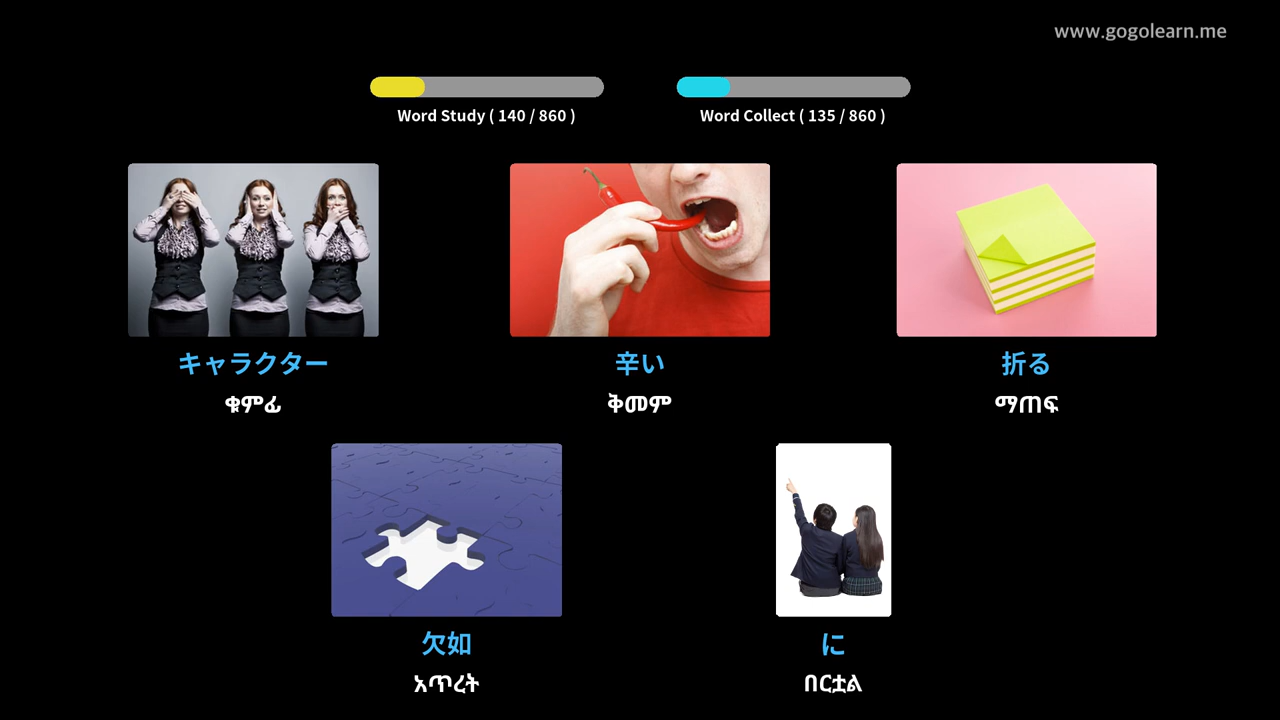 www.gogolearn.me
Word Study ( 140 / 860 )
Word Collect ( 135 / 860 )
キャラクター
辛い
折る
ቁምፊ
ቅመም
ማጠፍ
欠如
に
እጥረት
በርቷል